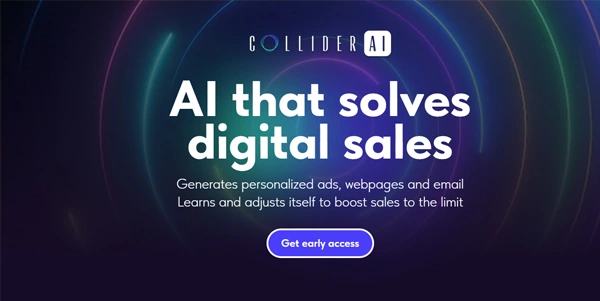 COLLIDER AI
AI that solves
digital sales
Generates personalized ads, webpages and email
Learns and adjusts itself to boost sales to the limit
Get early access